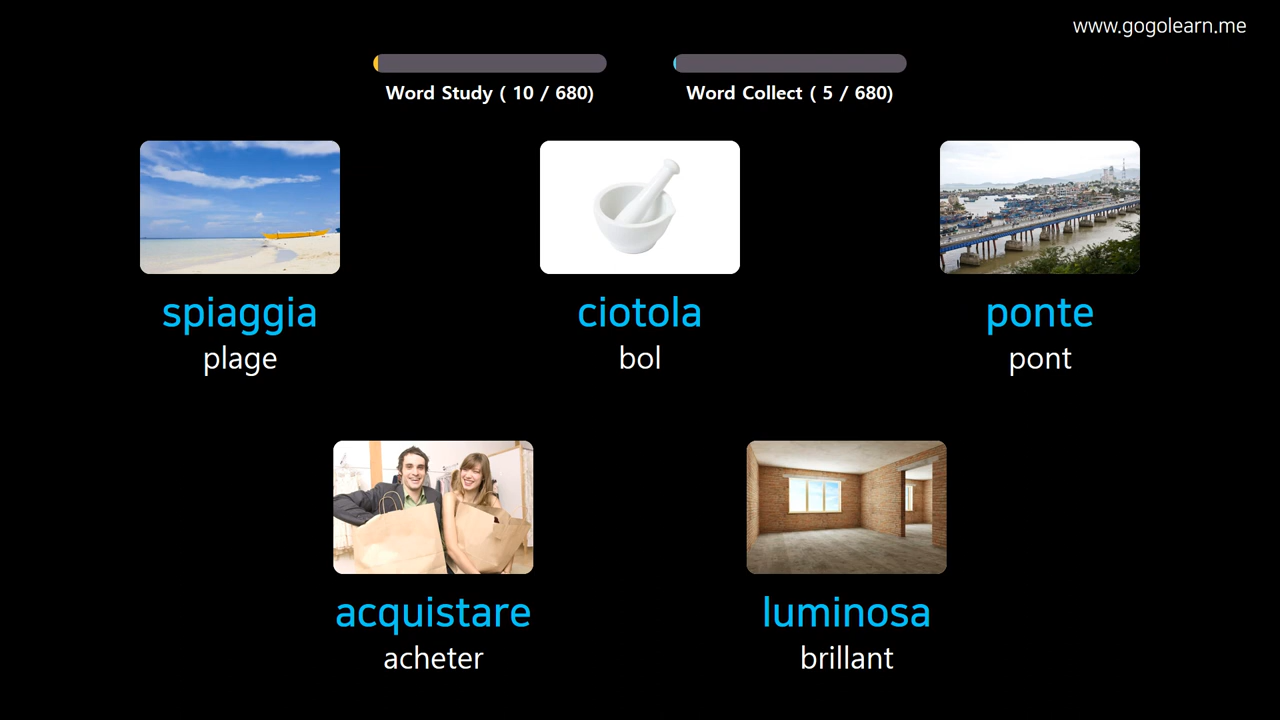 www.gogolearn.me
Word Study ( 10 / 680)
Word Collect ( 5 / 680)
spiaggia
plage
ciotola
bol
ponte
pont
acquistare
acheter
luminosa
brillant